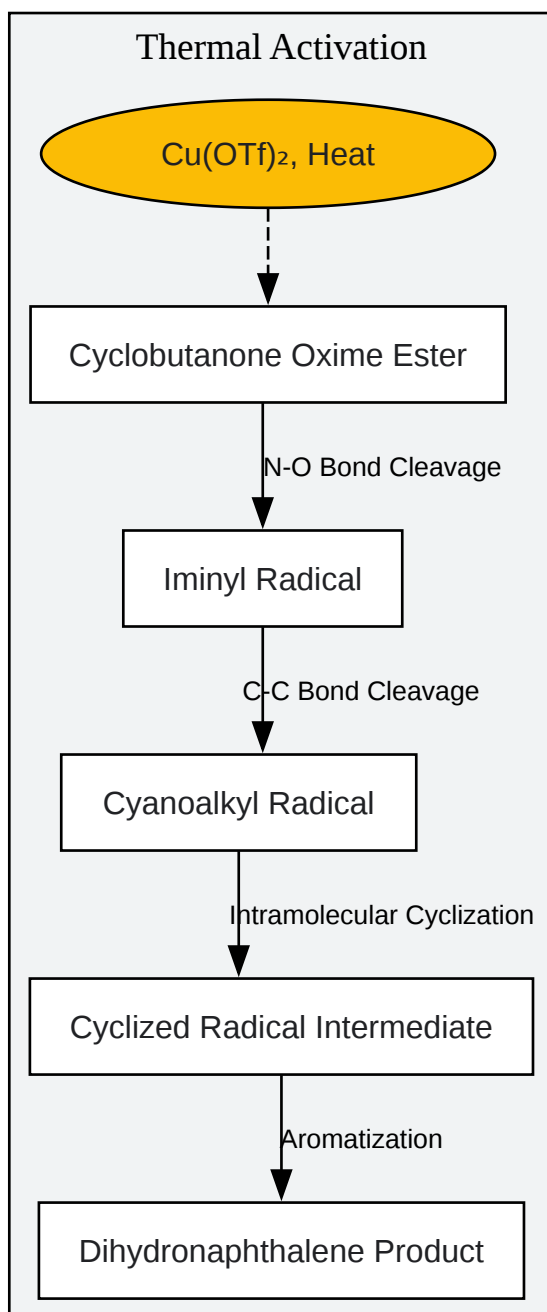 Thermal Activation
Cu(OTf)₂, Heat
Cyclobutanone Oxime Ester
N-O Bond Cleavage
Iminyl Radical
C-C Bond Cleavage
Cyanoalkyl Radical
Intramolecular Cyclization
Cyclized Radical Intermediate
Aromatization
Dihydronaphthalene Product